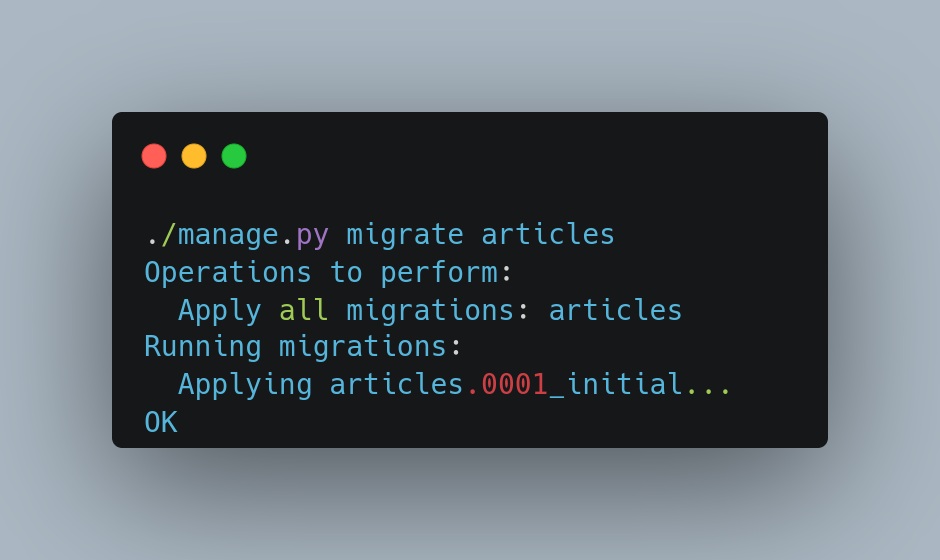 ./manage.py migrate articles
Operations to perform:
  Apply all migrations: articles
Running migrations:
  Applying articles.0001_initial...
OK